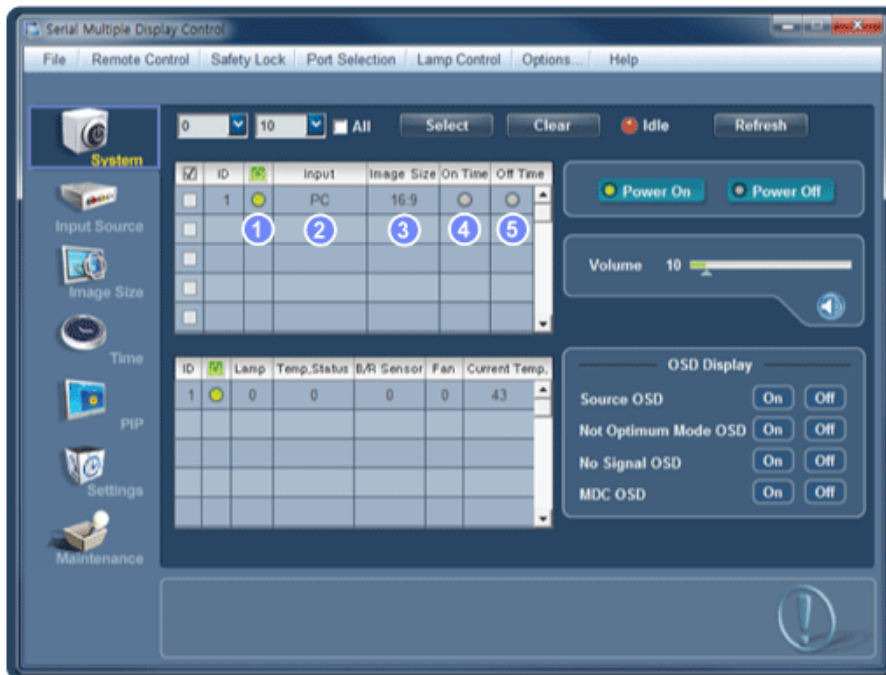 Serial Multiple Display Control
File Remote Control Safety Lock Port Selection Lamp Control Options... Help
0 10 All Select Clear Idle Refresh
System
Input Source
Image Size
Time
PIP
Settings
Maintenance
ID Input Image Size On Time Off Time
1 PC 16:9
1 2 3 4 5
ID Lamp Temp,Status B/R Sensor Fan Current Temp,
1 0 0 0 0 43
Power On Power Off
Volume 10
OSD Display
Source OSD On Off
Not Optimum Mode OSD On Off
No Signal OSD On Off
MDC OSD On Off